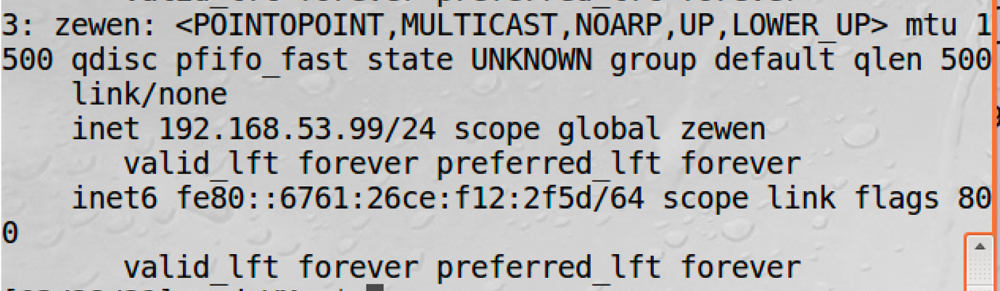 3: zewen: <POINTOPOINT,MULTICAST,NOARP,UP,LOWER_UP> mtu 1
500 qdisc pfifo_fast state UNKNOWN group default qlen 500
link/none
inet 192.168.53.99/24 scope global zewen
valid_lft forever preferred_lft forever
inet6 fe80::6761:26ce:f12:2f5d/64 scope link flags 80
0
valid_lft forever preferred_lft forever